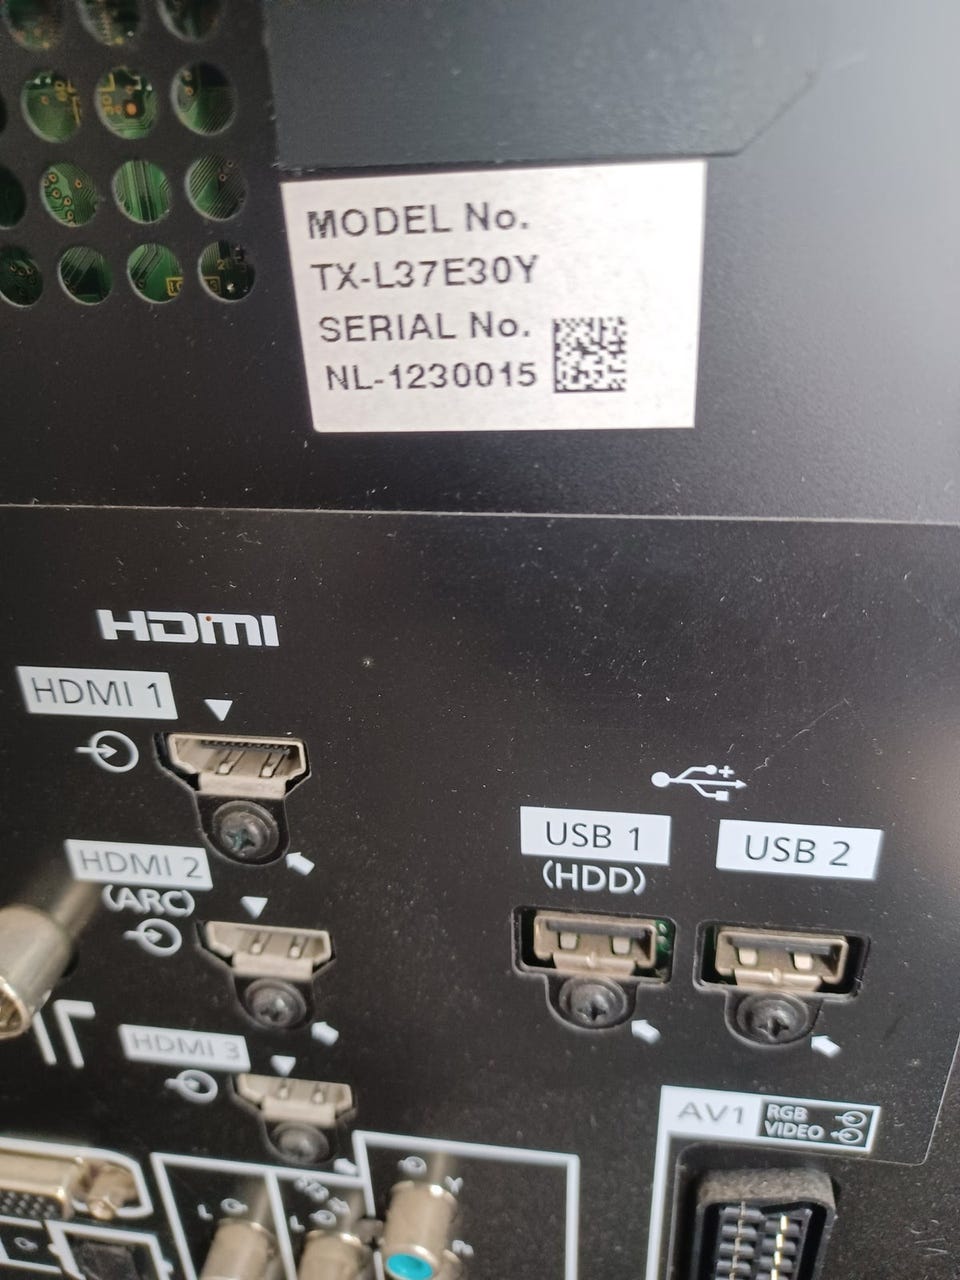 MODEL No.
TX-L37E30Y
SERIAL No.
NL-1230015
HDMI
HDMI 1
HDMI 2
(ARC)
HDMI 3
USB 1
(HDD)
USB 2
AV1
RGB
VIDEO
L
L